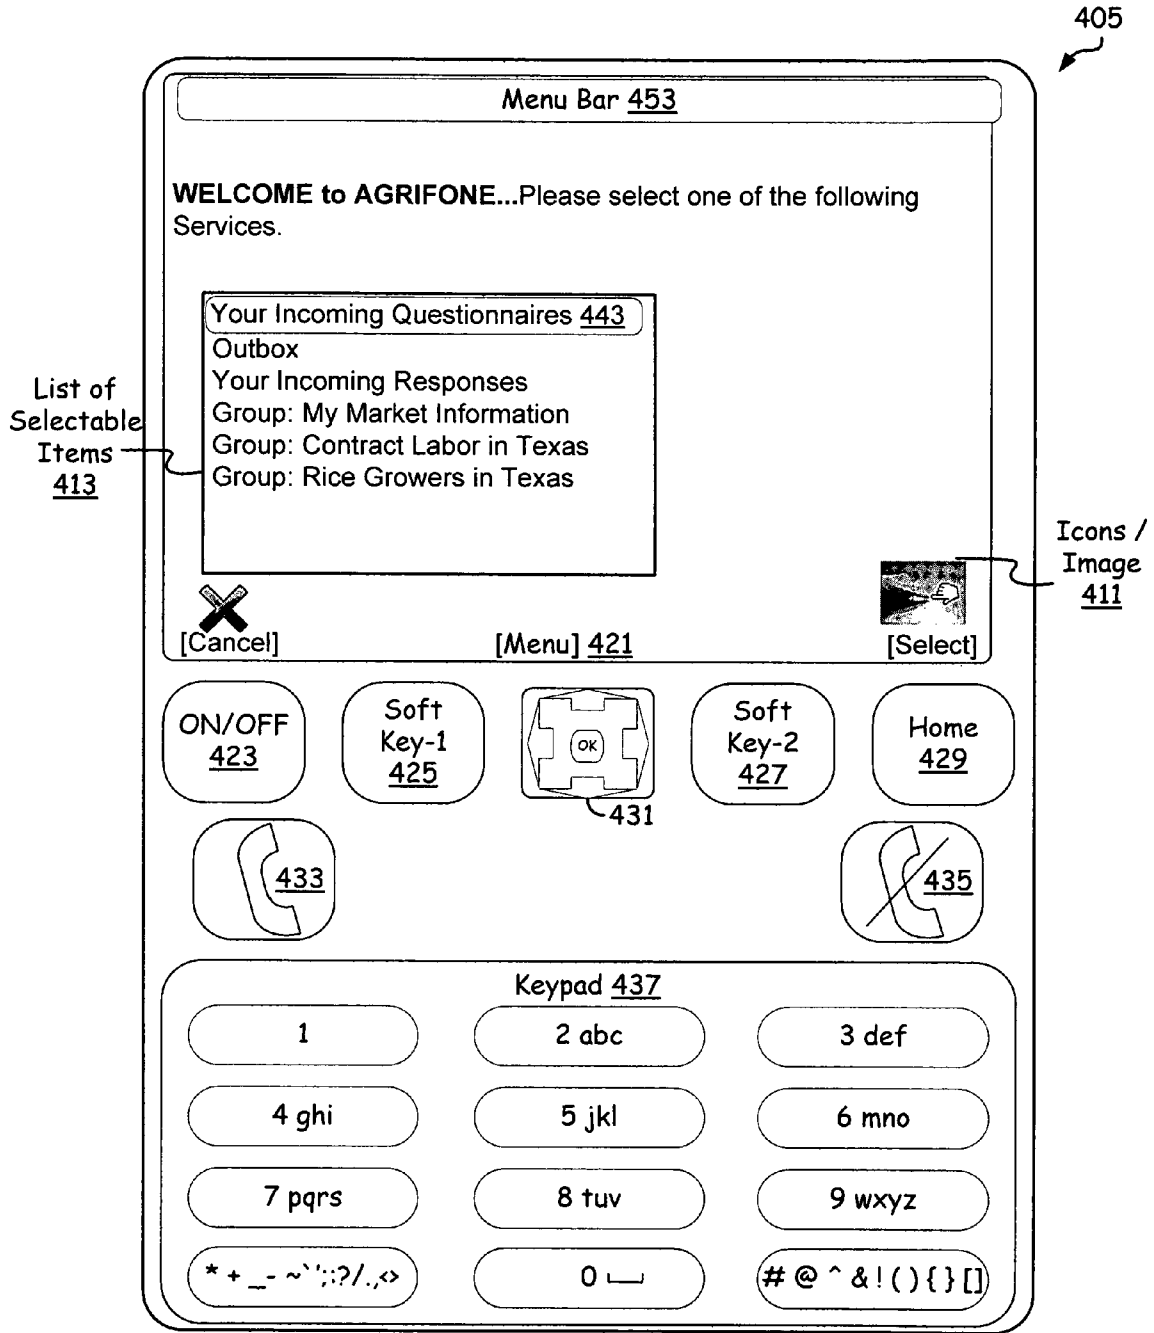 405
Menu Bar 453
WELCOME to AGRIFONE...Please select one of the following
Services.
Your Incoming Questionnaires 443
Outbox
Your Incoming Responses
Group: My Market Information
Group: Contract Labor in Texas
Group: Rice Growers in Texas
List of
Selectable
Items
413
Icons /
Image
411
[Cancel]
[Menu] 421
[Select]
ON/OFF
423
Soft
Key-1
425
OK
431
Soft
Key-2
427
Home
429
433
435
Keypad 437
1
2 abc
3 def
4 ghi
5 jkl
6 mno
7 pqrs
8 tuv
9 wxyz
* + _- ~`';:?/.,<>
0
# @ ^ & ! ( ) { } [ ]